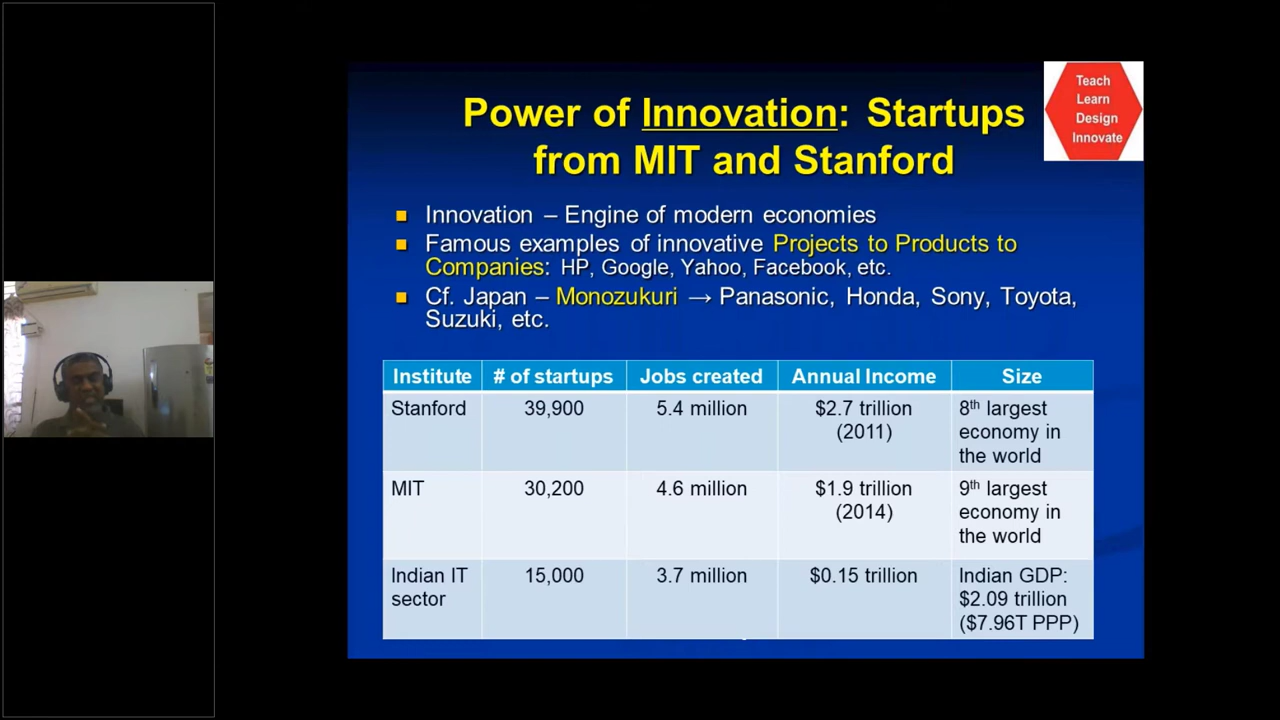 Teach
Learn
Design
Innovate
Power of Innovation: Startups
from MIT and Stanford
Innovation – Engine of modern economies
Famous examples of innovative Projects to Products to
Companies: HP, Google, Yahoo, Facebook, etc.
Cf. Japan – Monozukuri → Panasonic, Honda, Sony, Toyota,
Suzuki, etc.
Institute # of startups Jobs created Annual Income Size
Stanford 39,900 5.4 million $2.7 trillion (2011) 8th largest economy in the world
MIT 30,200 4.6 million $1.9 trillion (2014) 9th largest economy in the world
Indian IT sector 15,000 3.7 million $0.15 trillion Indian GDP: $2.09 trillion ($7.96T PPP)